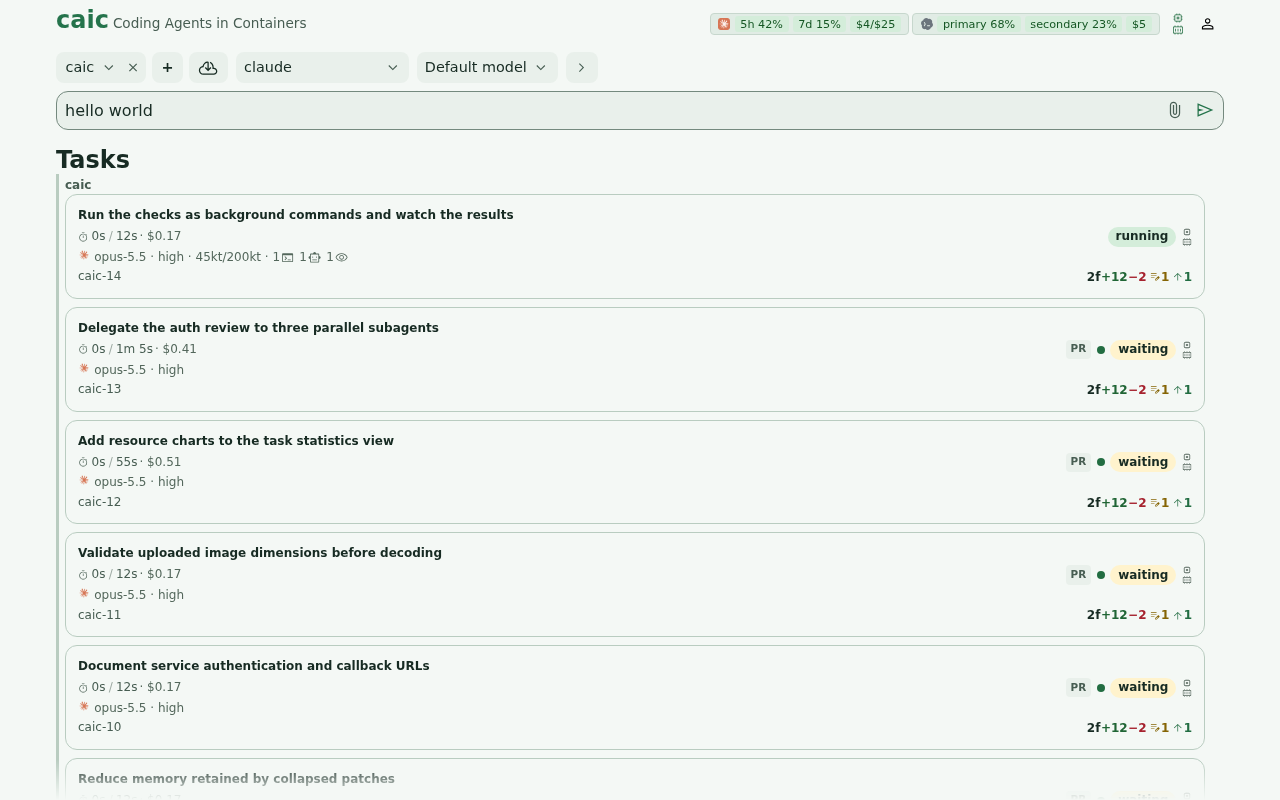 caic Coding Agents in Containers
5h 42% 7d 15% $4/$25 primary 68% secondary 23% $5
caic claude Default model
hello world
Tasks
caic
Run the checks as background commands and watch the results
0s / 12s · $0.17
running
opus-5.5 · high · 45kt/200kt · 1 1 1
caic-14
2f+12−2 1 ↑1
Delegate the auth review to three parallel subagents
0s / 1m 5s · $0.41
PR waiting
opus-5.5 · high
caic-13
2f+12−2 1 ↑1
Add resource charts to the task statistics view
0s / 55s · $0.51
PR waiting
opus-5.5 · high
caic-12
2f+12−2 1 ↑1
Validate uploaded image dimensions before decoding
0s / 12s · $0.17
PR waiting
opus-5.5 · high
caic-11
2f+12−2 1 ↑1
Document service authentication and callback URLs
0s / 12s · $0.17
PR waiting
opus-5.5 · high
caic-10
2f+12−2 1 ↑1
Reduce memory retained by collapsed patches